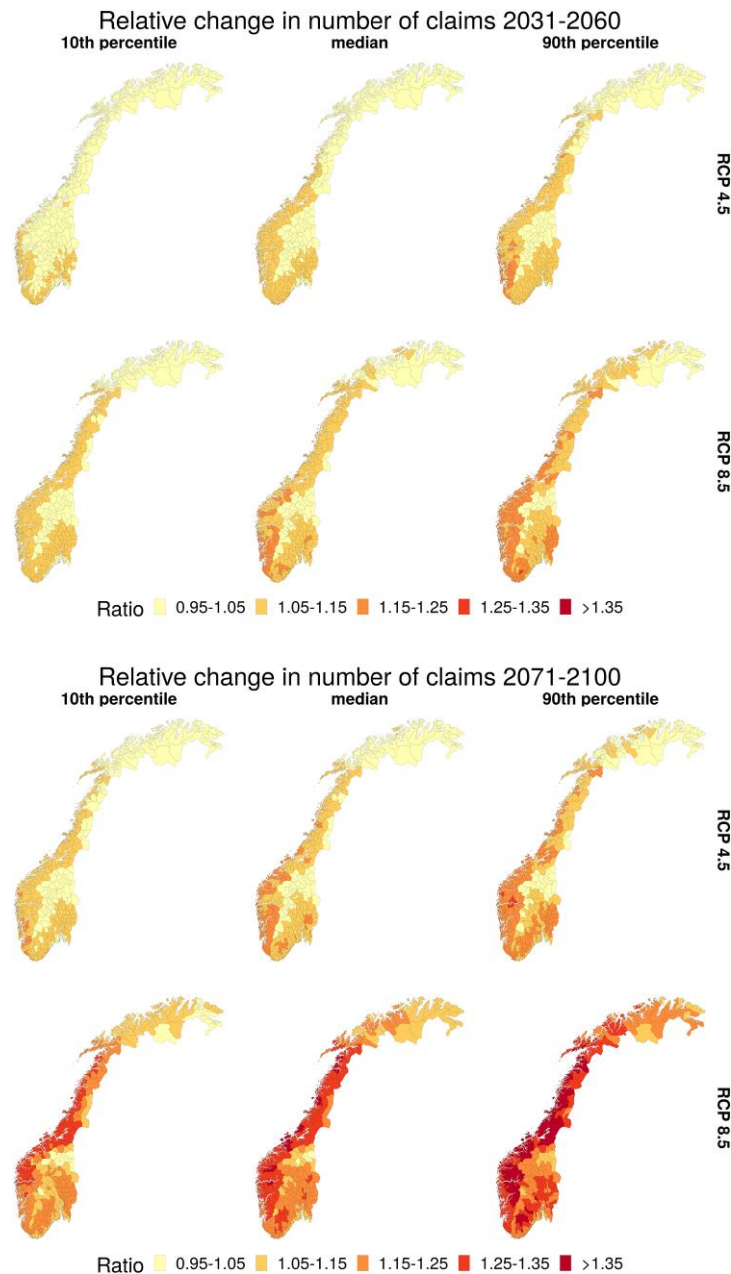 Relative change in number of claims 2031-2060
10th percentile median 90th percentile
RCP 4.5
RCP 8.5
Ratio 0.95-1.05 1.05-1.15 1.15-1.25 1.25-1.35 >1.35
Relative change in number of claims 2071-2100
10th percentile median 90th percentile
RCP 4.5
RCP 8.5
Ratio 0.95-1.05 1.05-1.15 1.15-1.25 1.25-1.35 >1.35